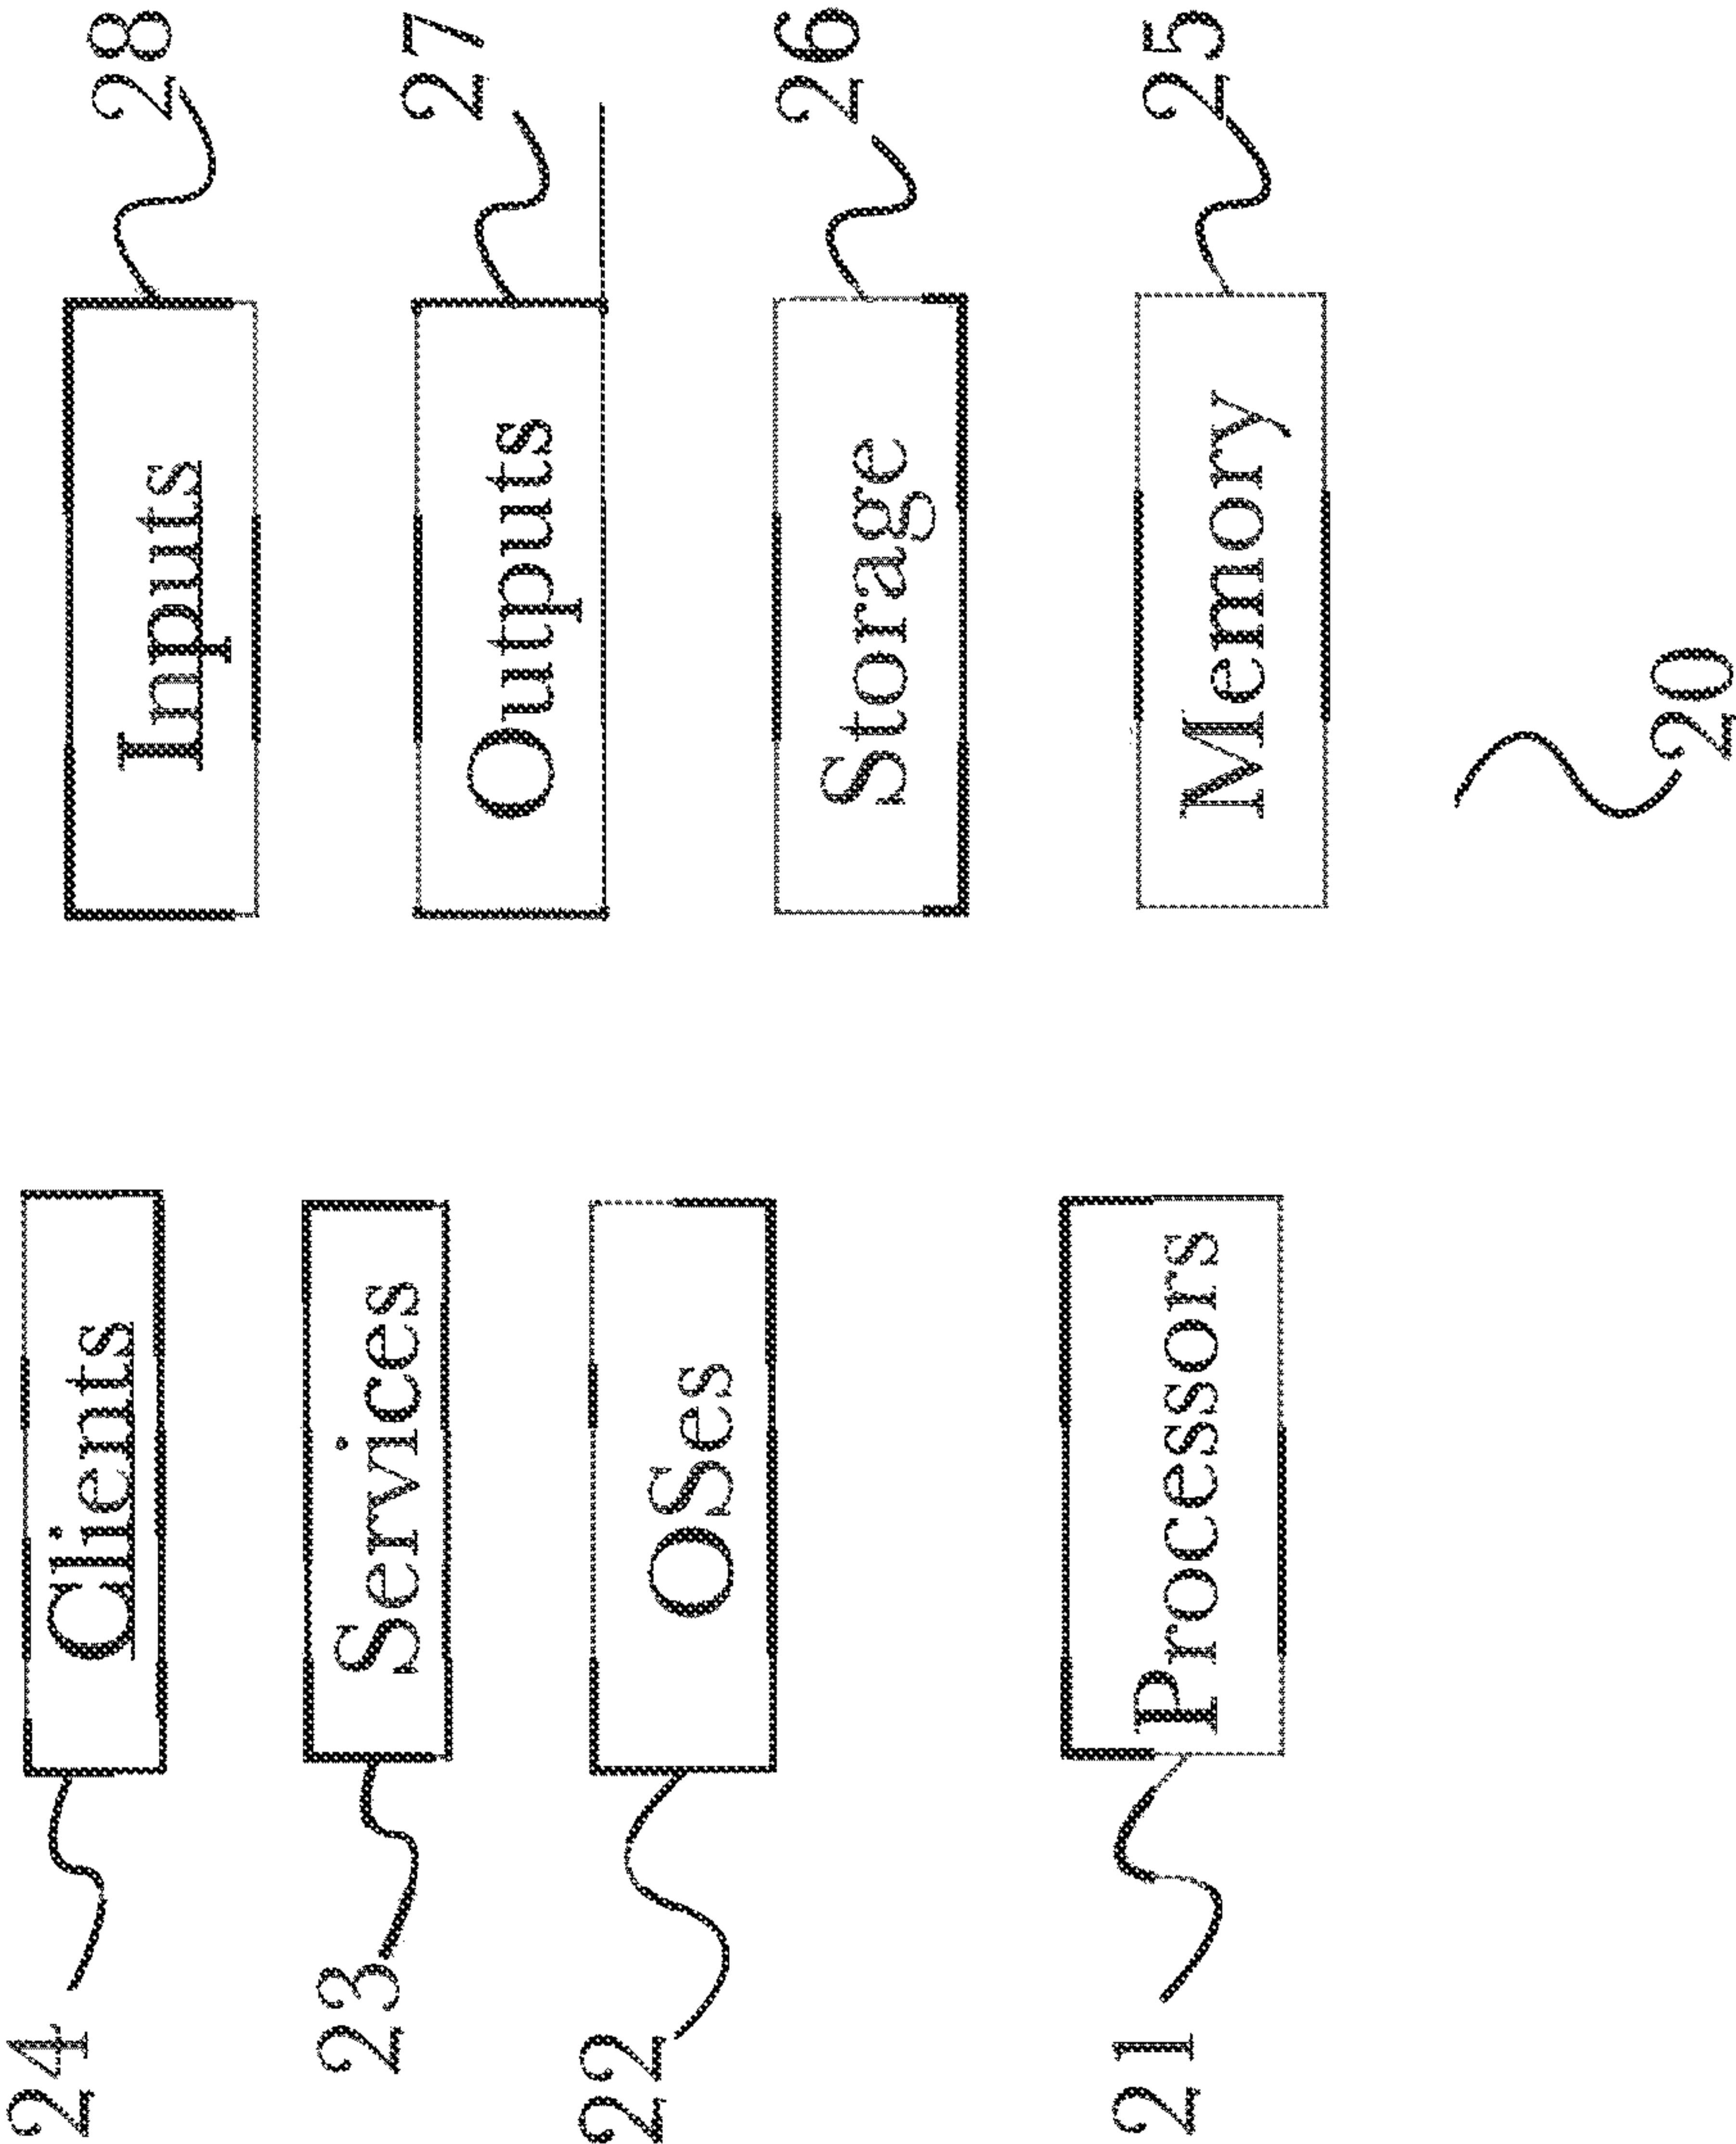 24
Clients
Inputs
28
23
Services
Outputs
27
22
OSes
Storage
26
21
Processors
Memory
25
20